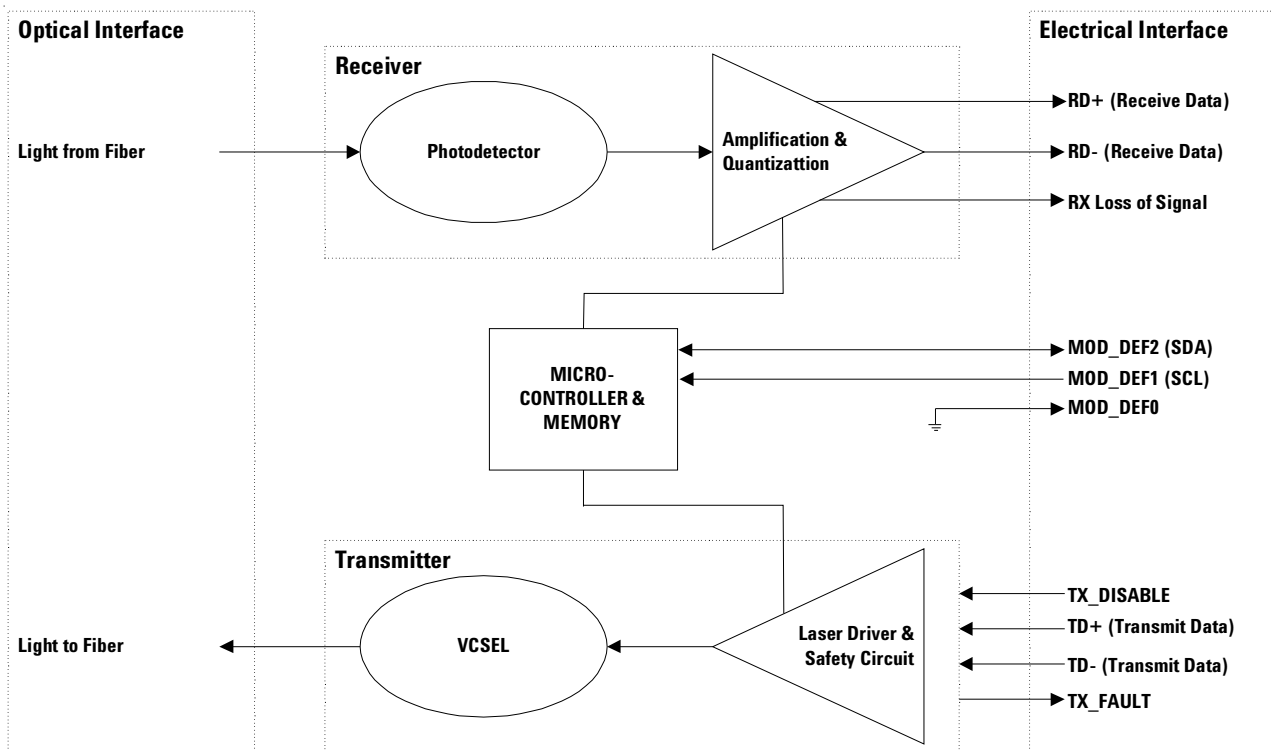 Optical Interface
Electrical Interface
Receiver
Light from Fiber
Photodetector
Amplification &
Quantizattion
RD+ (Receive Data)
RD- (Receive Data)
RX Loss of Signal
MICRO-
CONTROLLER &
MEMORY
MOD_DEF2 (SDA)
MOD_DEF1 (SCL)
MOD_DEF0
Transmitter
Light to Fiber
VCSEL
Laser Driver &
Safety Circuit
TX_DISABLE
TD+ (Transmit Data)
TD- (Transmit Data)
TX_FAULT